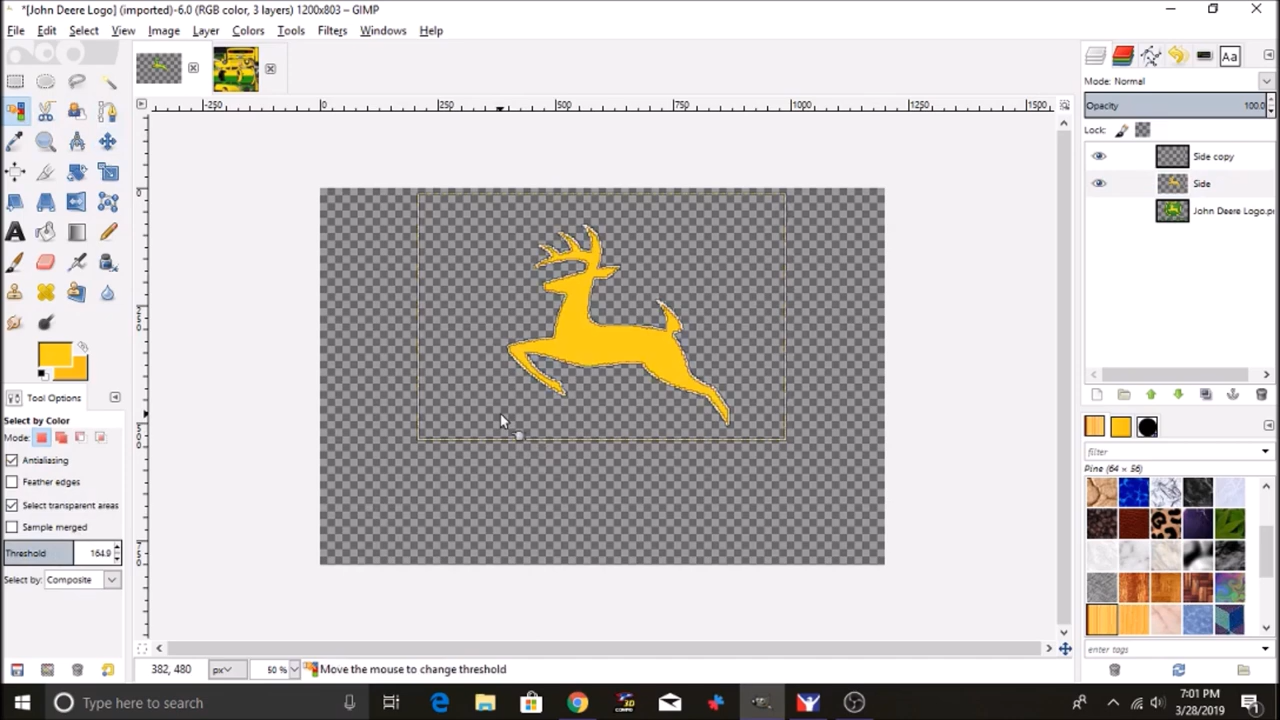 *[John Deere Logo] (imported)-6.0 (RGB color, 3 layers) 1200x803 – GIMP
File Edit Select View Image Layer Colors Tools Filters Windows Help
Mode: Normal
Opacity 100.0
Lock:
Side copy
Side
John Deere Logo.p
-250 0 250 500 750 1000 1250 1500
Tool Options
Select by Color
Mode:
Antialiasing
Feather edges
Select transparent areas
Sample merged
Threshold 164.9
Select by: Composite
filter
Pine (64 × 56)
enter tags
382, 480 px 50 % Move the mouse to change threshold
Type here to search
7:01 PM
3/28/2019